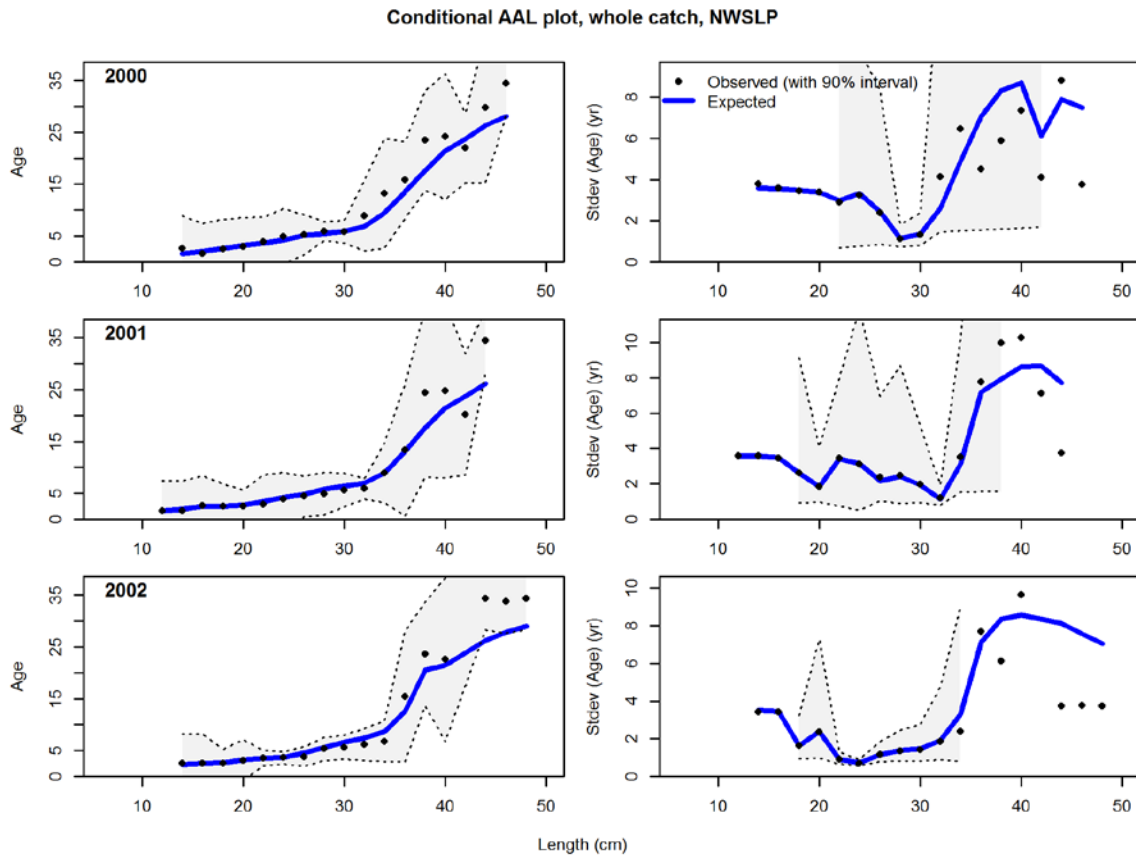 Conditional AAL plot, whole catch, NWSLP
2000
Age
5 15 25 35
0
10 20 30 40 50
Observed (with 90% interval)
Expected
Stdev (Age) (yr)
0 2 4 6 8
10 20 30 40 50
2001
Age
0 5 15 25 35
10 20 30 40 50
Stdev (Age) (yr)
0 2 4 6 8 10
10 20 30 40 50
2002
Age
0 5 15 25 35
10 20 30 40 50
Stdev (Age) (yr)
0 2 4 6 8 10
10 20 30 40 50
Length (cm)